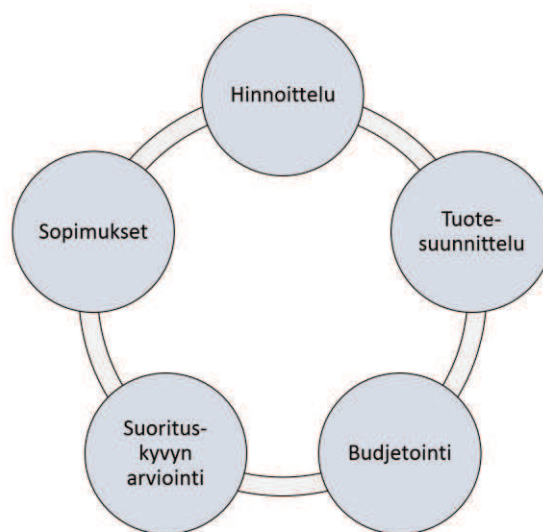 Hinnoittelu
Tuote-
suunnittelu
Budjetointi
Suoritus-
kyvyn
arviointi
Sopimukset